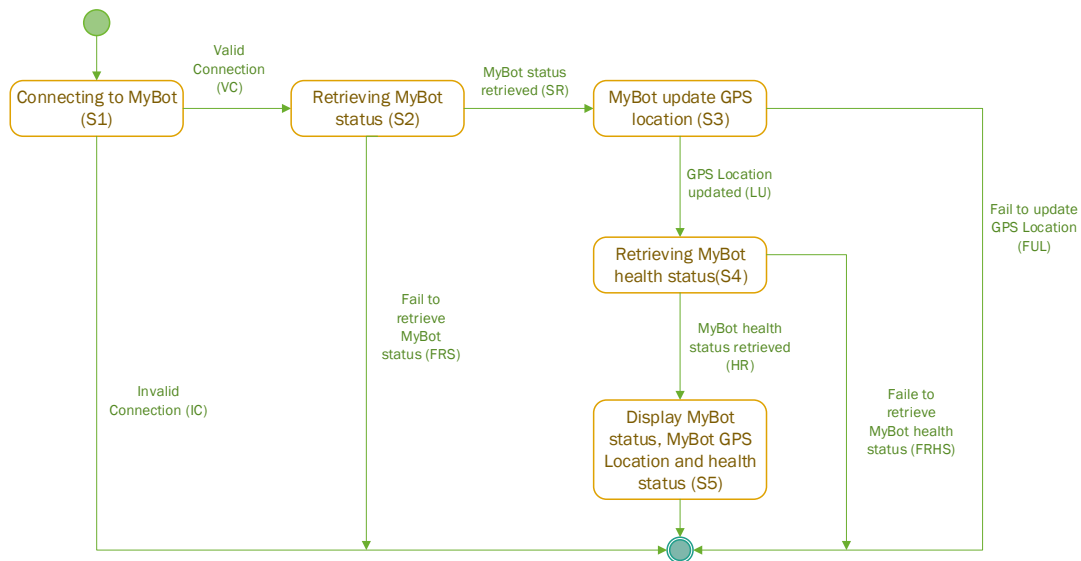 Valid
Connection
(VC)
MyBot status
retrieved (SR)
Connecting to MyBot
(S1)
Retrieving MyBot
status (S2)
MyBot update GPS
location (S3)
GPS Location
updated (LU)
Fail to update
GPS Location
(FUL)
Retrieving MyBot
health status(S4)
Fail to
retrieve
MyBot
status (FRS)
MyBot health
status retrieved
(HR)
Invalid
Connection (IC)
Faile to
retrieve
MyBot health
status (FRHS)
Display MyBot
status, MyBot GPS
Location and health
status (S5)